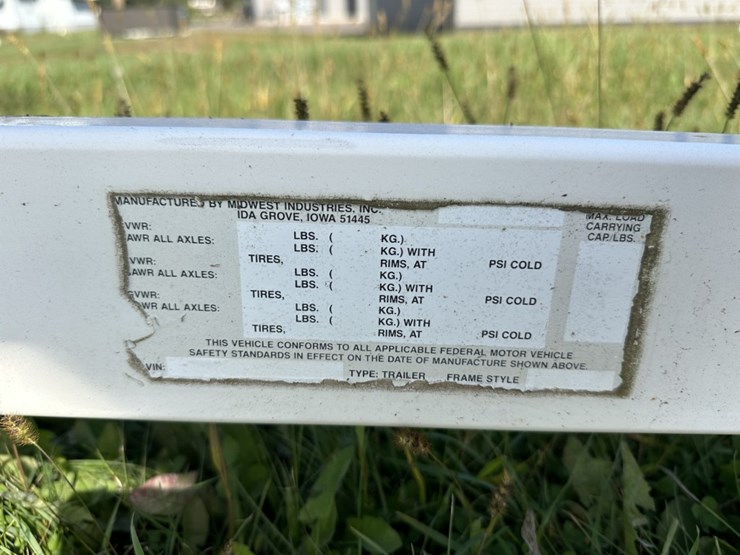 MANUFACTURED BY MIDWEST INDUSTRIES, INC.
IDA GROVE, IOWA 51445
MAX. LOAD
CARRYING
CAP/LBS.
VWR: LBS. ( KG.)
AWR ALL AXLES: LBS. ( KG.) WITH
TIRES, RIMS, AT PSI COLD
VWR: LBS. ( KG.)
GAWR ALL AXLES: LBS. ( KG.) WITH
TIRES, RIMS, AT PSI COLD
GVWR: LBS. ( KG.)
WR ALL AXLES: LBS. ( KG.) WITH
TIRES, RIMS, AT PSI COLD
THIS VEHICLE CONFORMS TO ALL APPLICABLE FEDERAL MOTOR VEHICLE
SAFETY STANDARDS IN EFFECT ON THE DATE OF MANUFACTURE SHOWN ABOVE.
VIN: TYPE: TRAILER FRAME STYLE